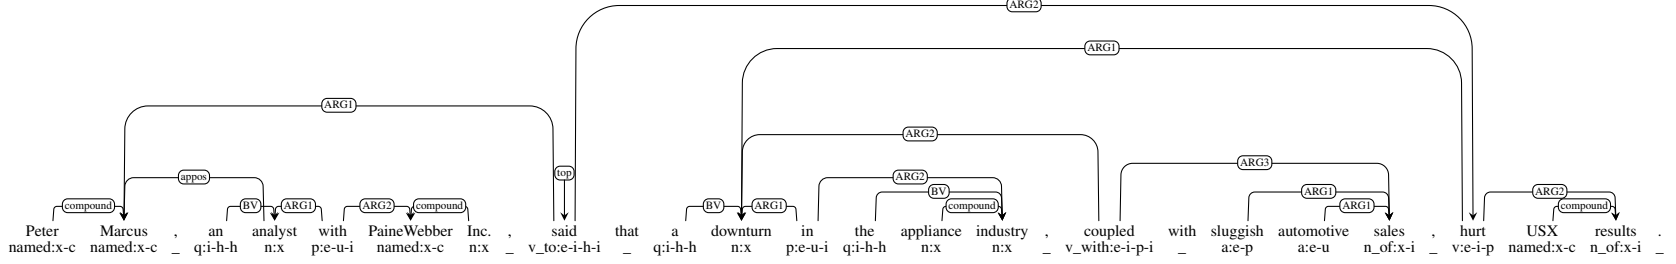 ARG2
ARG1
ARG1
ARG2
ARG3
top
appos ARG2 ARG1
BV
compound BV ARG1 ARG2 compound BV ARG1 compound ARG1 ARG2 compound
Peter Marcus , an analyst with PaineWebber Inc. , said that a downturn in the appliance industry , coupled with sluggish automotive sales , hurt USX results .
named:x-c named:x-c _ q:i-h-h n:x p:e-u-i named:x-c n:x _ v_to:e-i-h-i _ q:i-h-h n:x p:e-u-i q:i-h-h n:x n:x _ v_with:e-i-p-i _ a:e-p a:e-u n_of:x-i _ v:e-i-p named:x-c n_of:x-i _